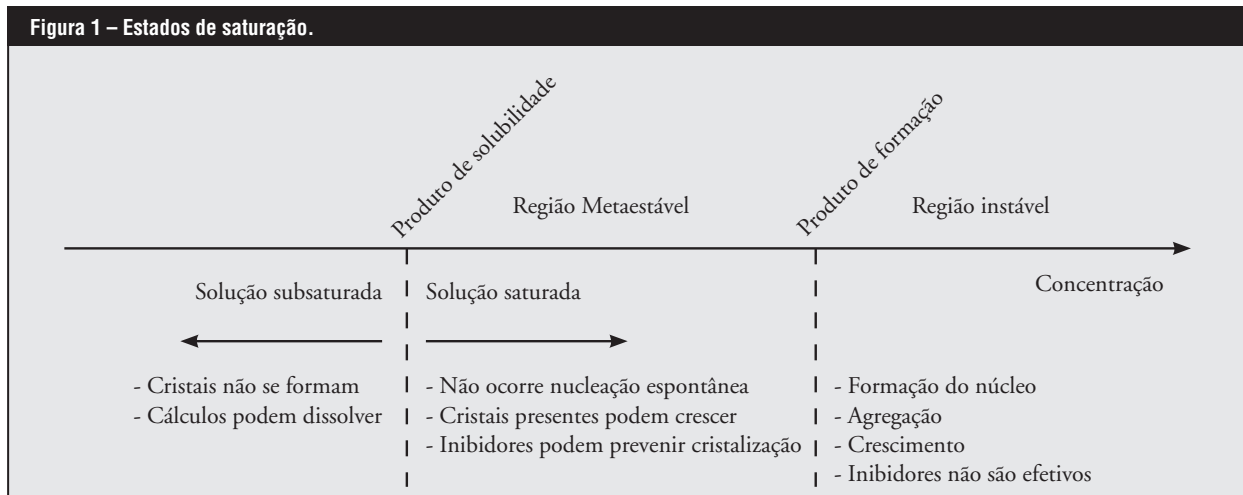 Figura 1 – Estados de saturação.
Produto de solubilidade
Região Metaestável
Produto de formação
Região instável
Concentração
Solução subsaturada
Solução saturada
- Cristais não se formam
- Cálculos podem dissolver
- Não ocorre nucleação espontânea
- Cristais presentes podem crescer
- Inibidores podem prevenir cristalização
- Formação do núcleo
- Agregação
- Crescimento
- Inibidores não são efetivos